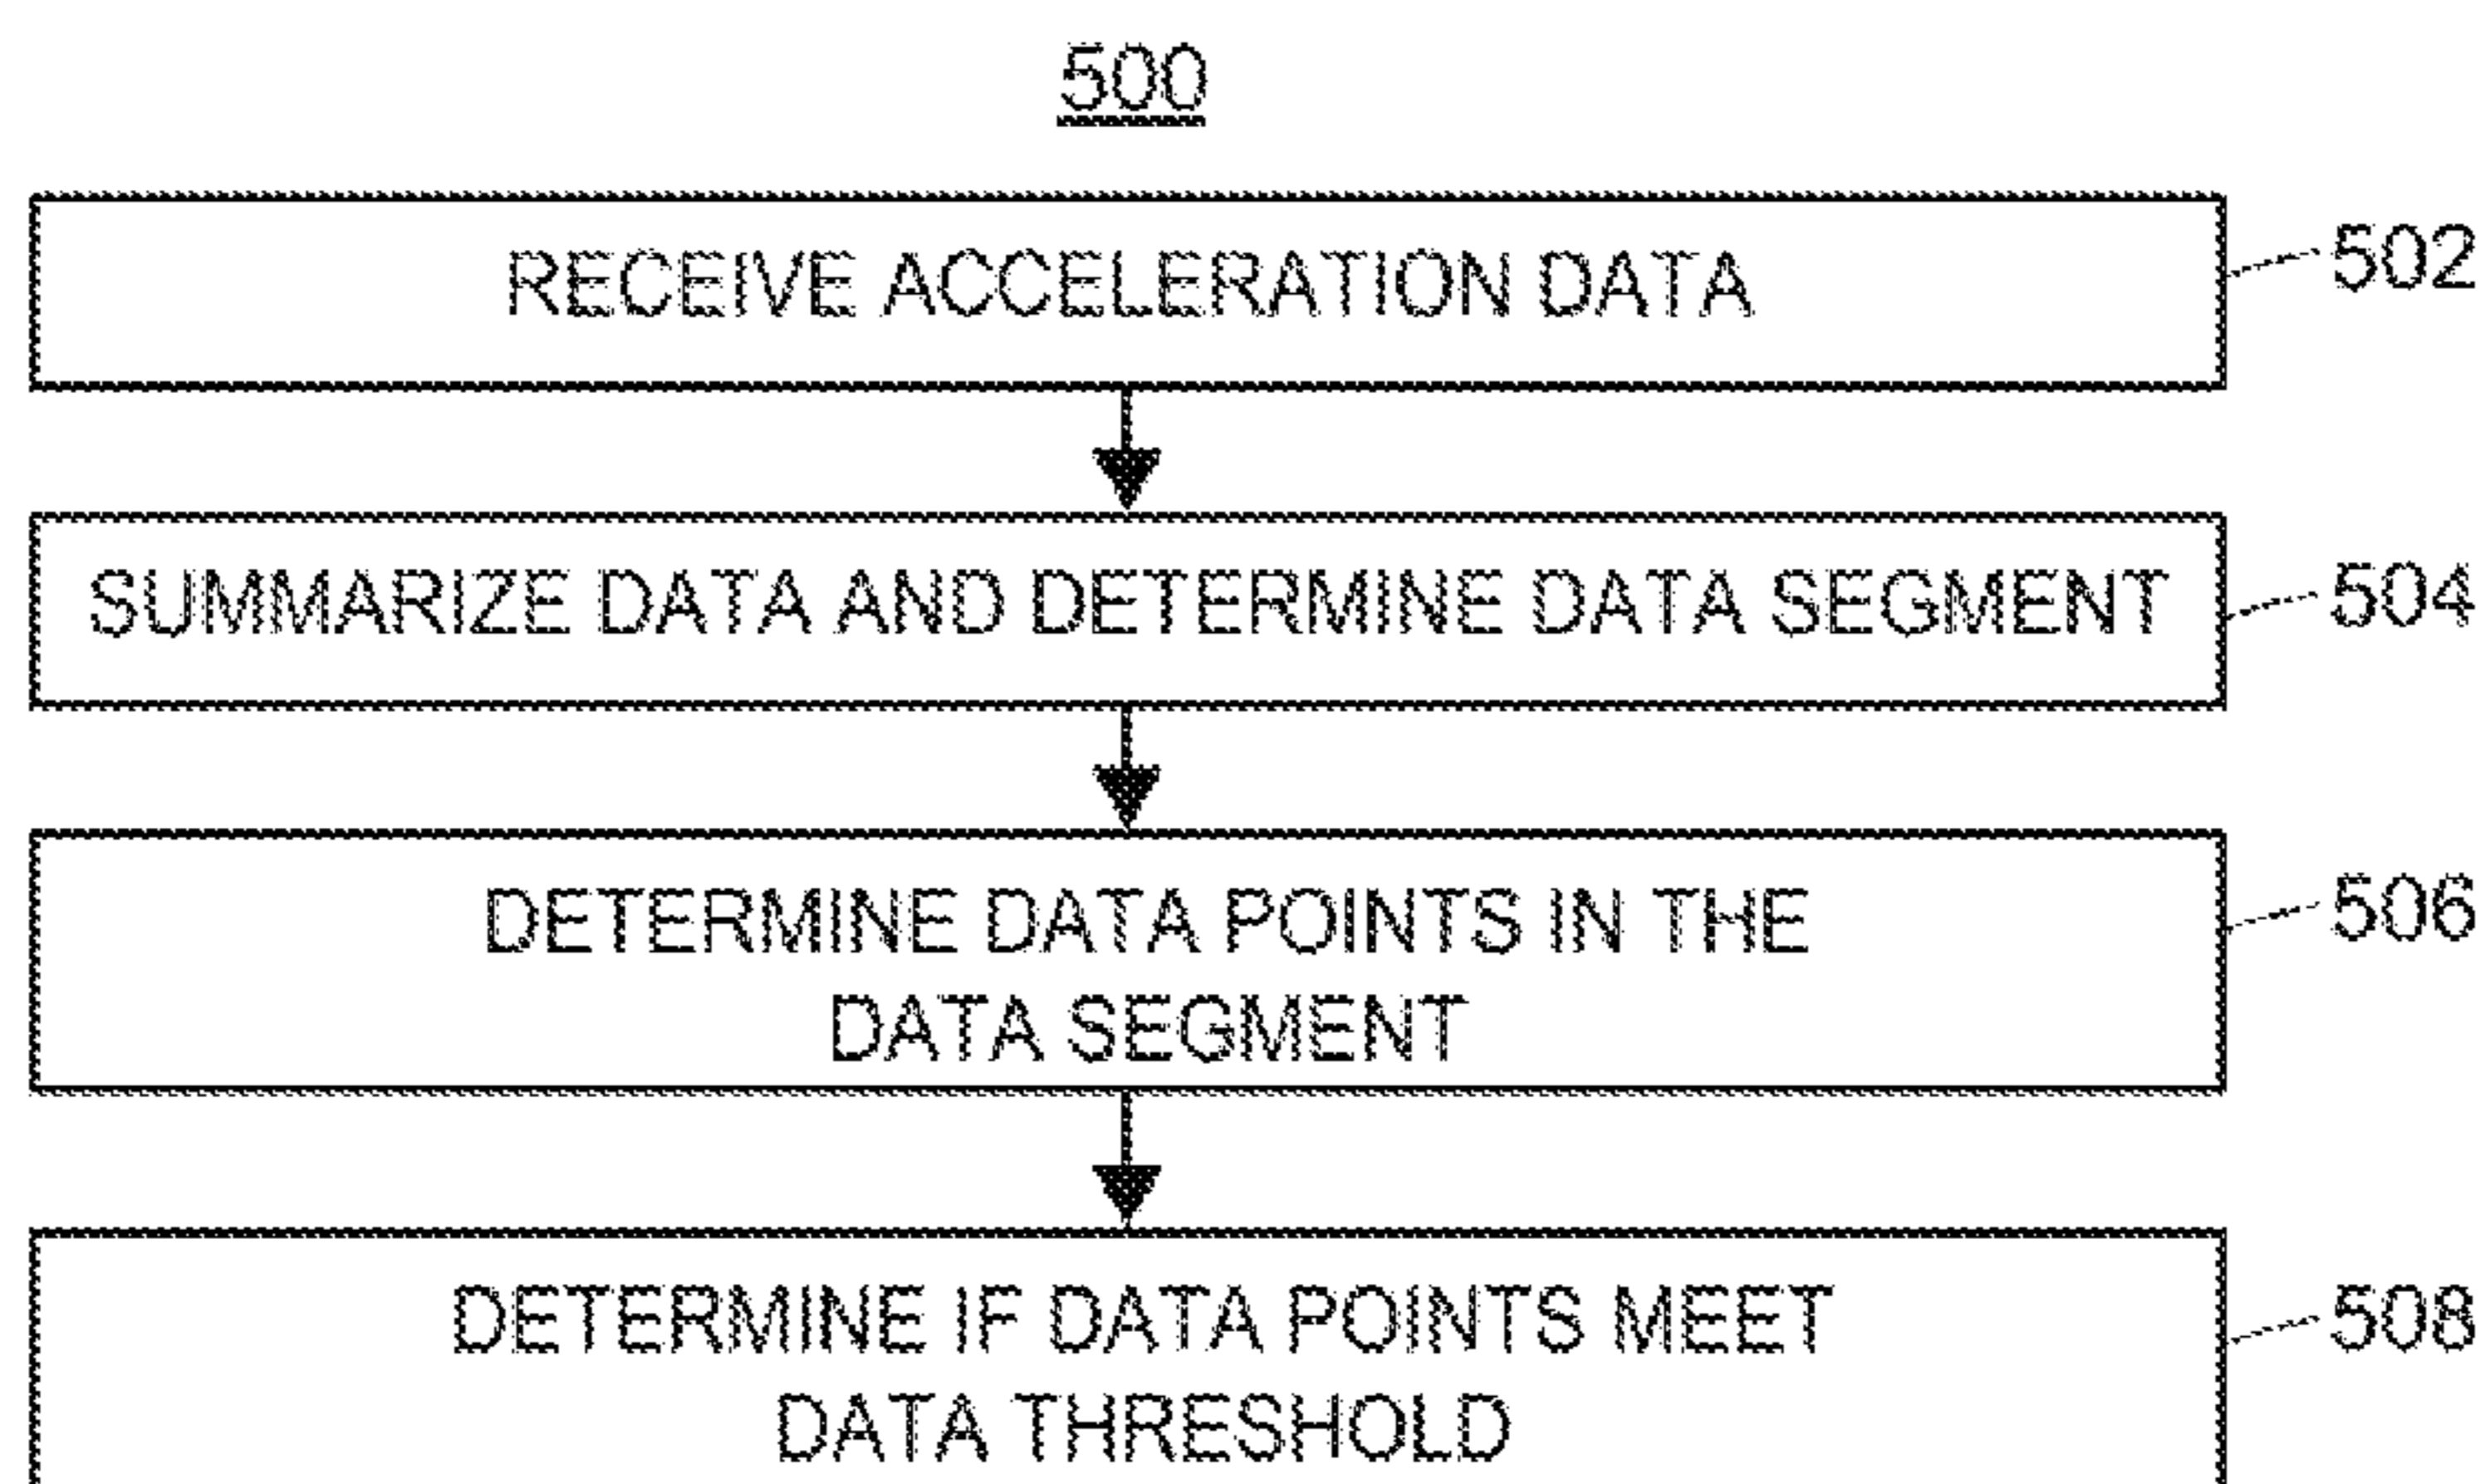 500
RECEIVE ACCELERATION DATA
502
SUMMARIZE DATA AND DETERMINE DATA SEGMENT
504
DETERMINE DATA POINTS IN THE
DATA SEGMENT
506
DETERMINE IF DATA POINTS MEET
DATA THRESHOLD
508